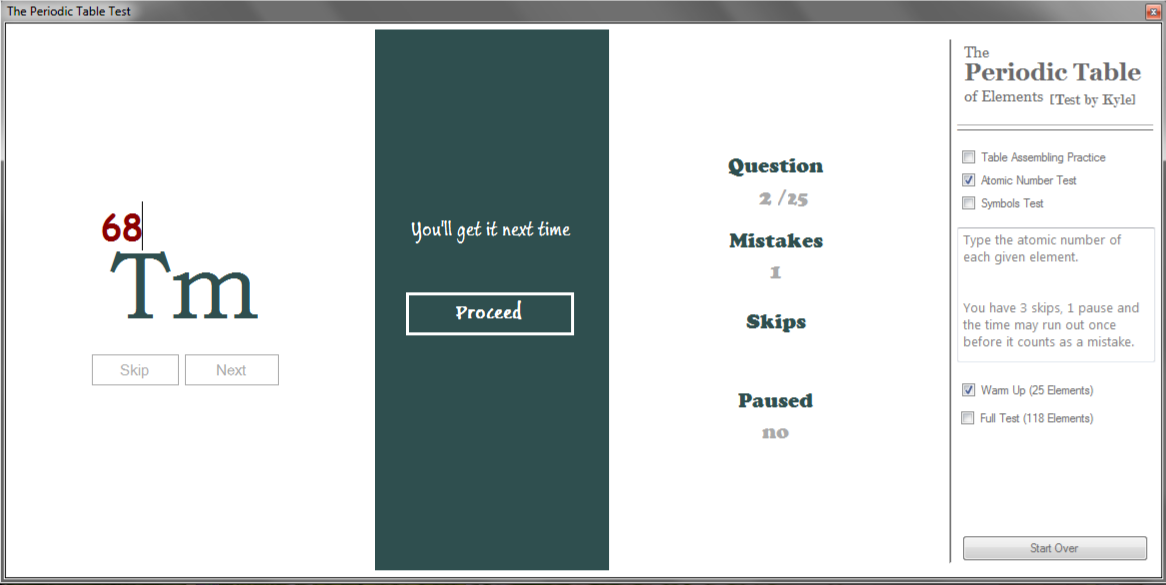 The Periodic Table Test
68
Tm
Skip
Next
You'll get it next time
Proceed
Question
2 /25
Mistakes
1
Skips
Paused
no
The
Periodic Table
of Elements [Test by Kyle]
Table Assembling Practice
Atomic Number Test
Symbols Test
Type the atomic number of
each given element.
You have 3 skips, 1 pause and
the time may run out once
before it counts as a mistake.
Warm Up (25 Elements)
Full Test (118 Elements)
Start Over